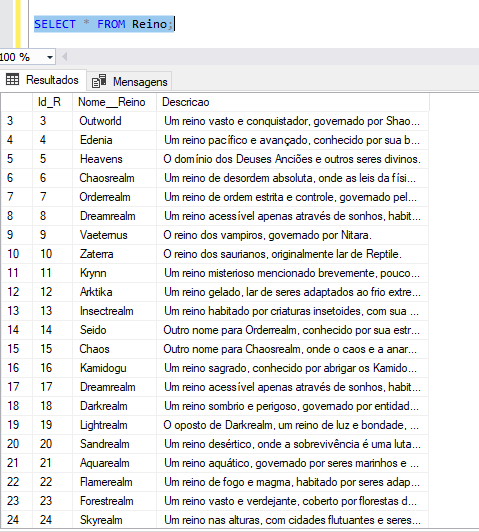 SELECT * FROM Reino;
100 %
Resultados Mensagens
Id_R Nome__Reino Descricao
3 3 Outworld Um reino vasto e conquistador, governado por Shao...
4 4 Edenia Um reino pacífico e avançado, conhecido por sua b...
5 5 Heavens O domínio dos Deuses Anciões e outros seres divinos.
6 6 Chaosrealm Um reino de desordem absoluta, onde as leis da físi...
7 7 Orderrealm Um reino de ordem estrita e controle, governado pel...
8 8 Dreamrealm Um reino acessível apenas através de sonhos, habit...
9 9 Vaeternus O reino dos vampiros, governado por Nitara.
10 10 Zaterra O reino dos saurianos, originalmente lar de Reptile.
11 11 Krynn Um reino misterioso mencionado brevemente, pouco...
12 12 Arktika Um reino gelado, lar de seres adaptados ao frio extre...
13 13 Insectrealm Um reino habitado por criaturas insetoides, com sua ...
14 14 Seido Outro nome para Orderrealm, conhecido por sua estr...
15 15 Chaos Outro nome para Chaosrealm, onde o caos e a anar...
16 16 Kamidogu Um reino sagrado, conhecido por abrigar os Kamido...
17 17 Dreamrealm Um reino acessível apenas através de sonhos, habit...
18 18 Darkrealm Um reino sombrio e perigoso, governado por entidad...
19 19 Lightrealm O oposto de Darkrealm, um reino de luz e bondade, ...
20 20 Sandrealm Um reino desértico, onde a sobrevivência é uma luta...
21 21 Aquarealm Um reino aquático, governado por seres marinhos e ...
22 22 Flamerealm Um reino de fogo e magma, habitado por seres adap...
23 23 Forestrealm Um reino vasto e verdejante, coberto por florestas d...
24 24 Skyrealm Um reino nas alturas, com cidades flutuantes e seres...